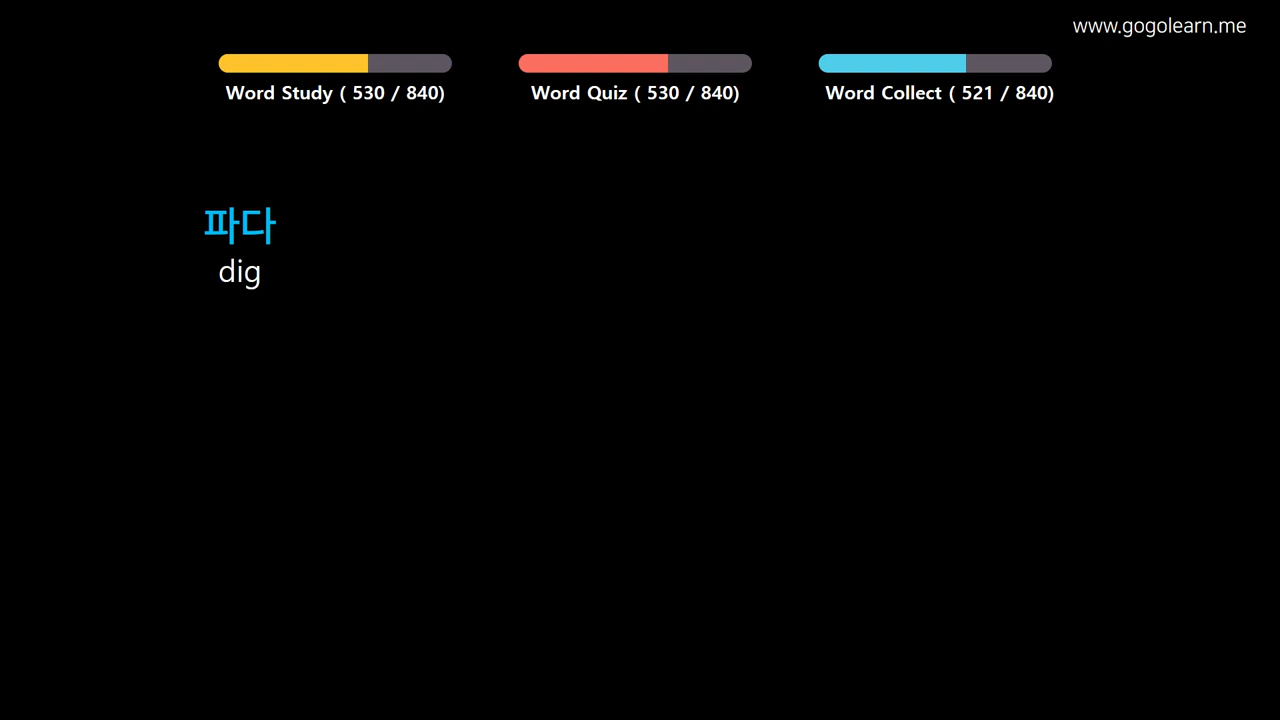 www.gogolearn.me
Word Study ( 530 / 840)
Word Quiz ( 530 / 840)
Word Collect ( 521 / 840)
파다
dig